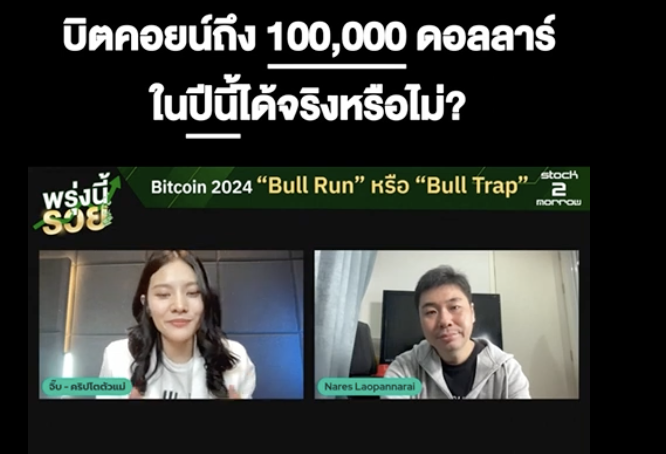 บิตคอยน์ถึง 100,000 ดอลลาร์
ในปีนี้ได้จริงหรือไม่?
พรุ่งนี้
รวย
Bitcoin 2024 “Bull Run” หรือ “Bull Trap”
stock
2
morrow
จิ๊บ - คริปโตตัวแม่
Nares Laopannarai